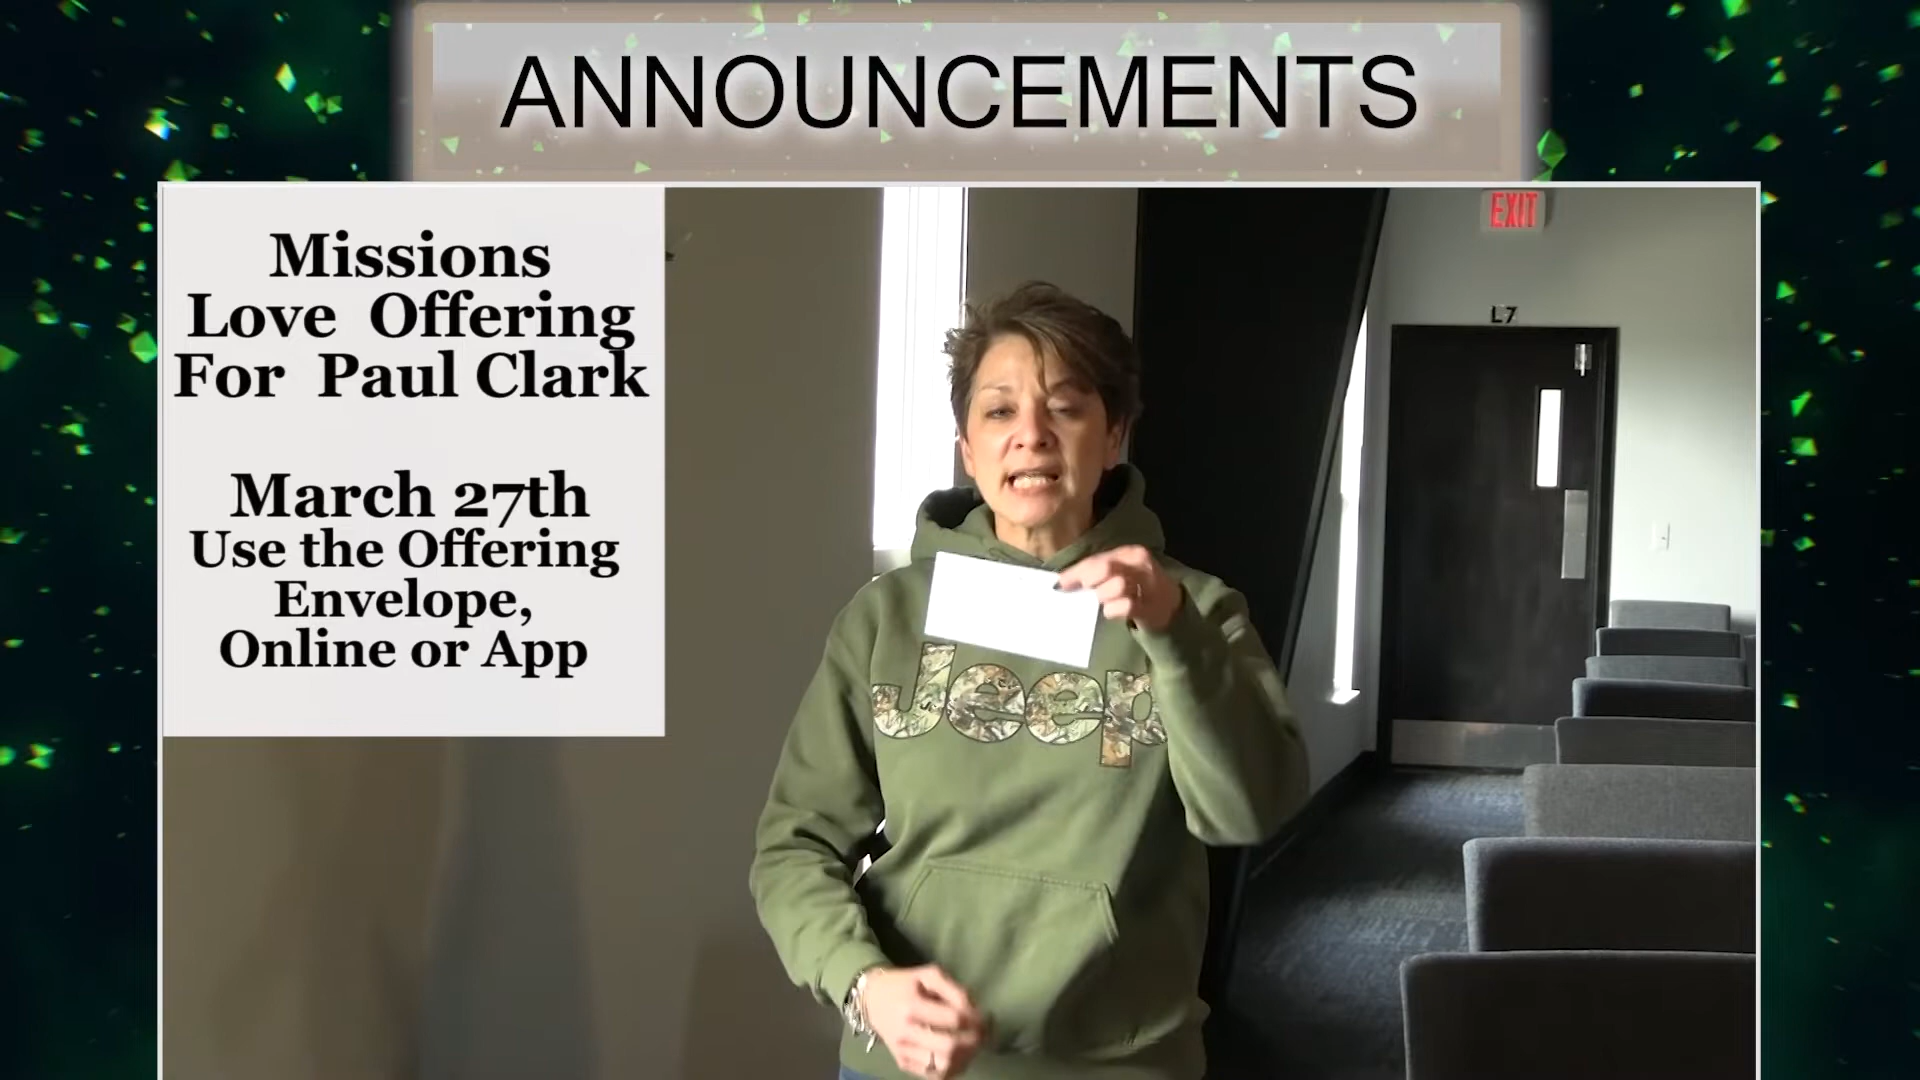 ANNOUNCEMENTS
Missions
Love Offering
For Paul Clark
March 27th
Use the Offering
Envelope,
Online or App
EXIT
L7
Jeep